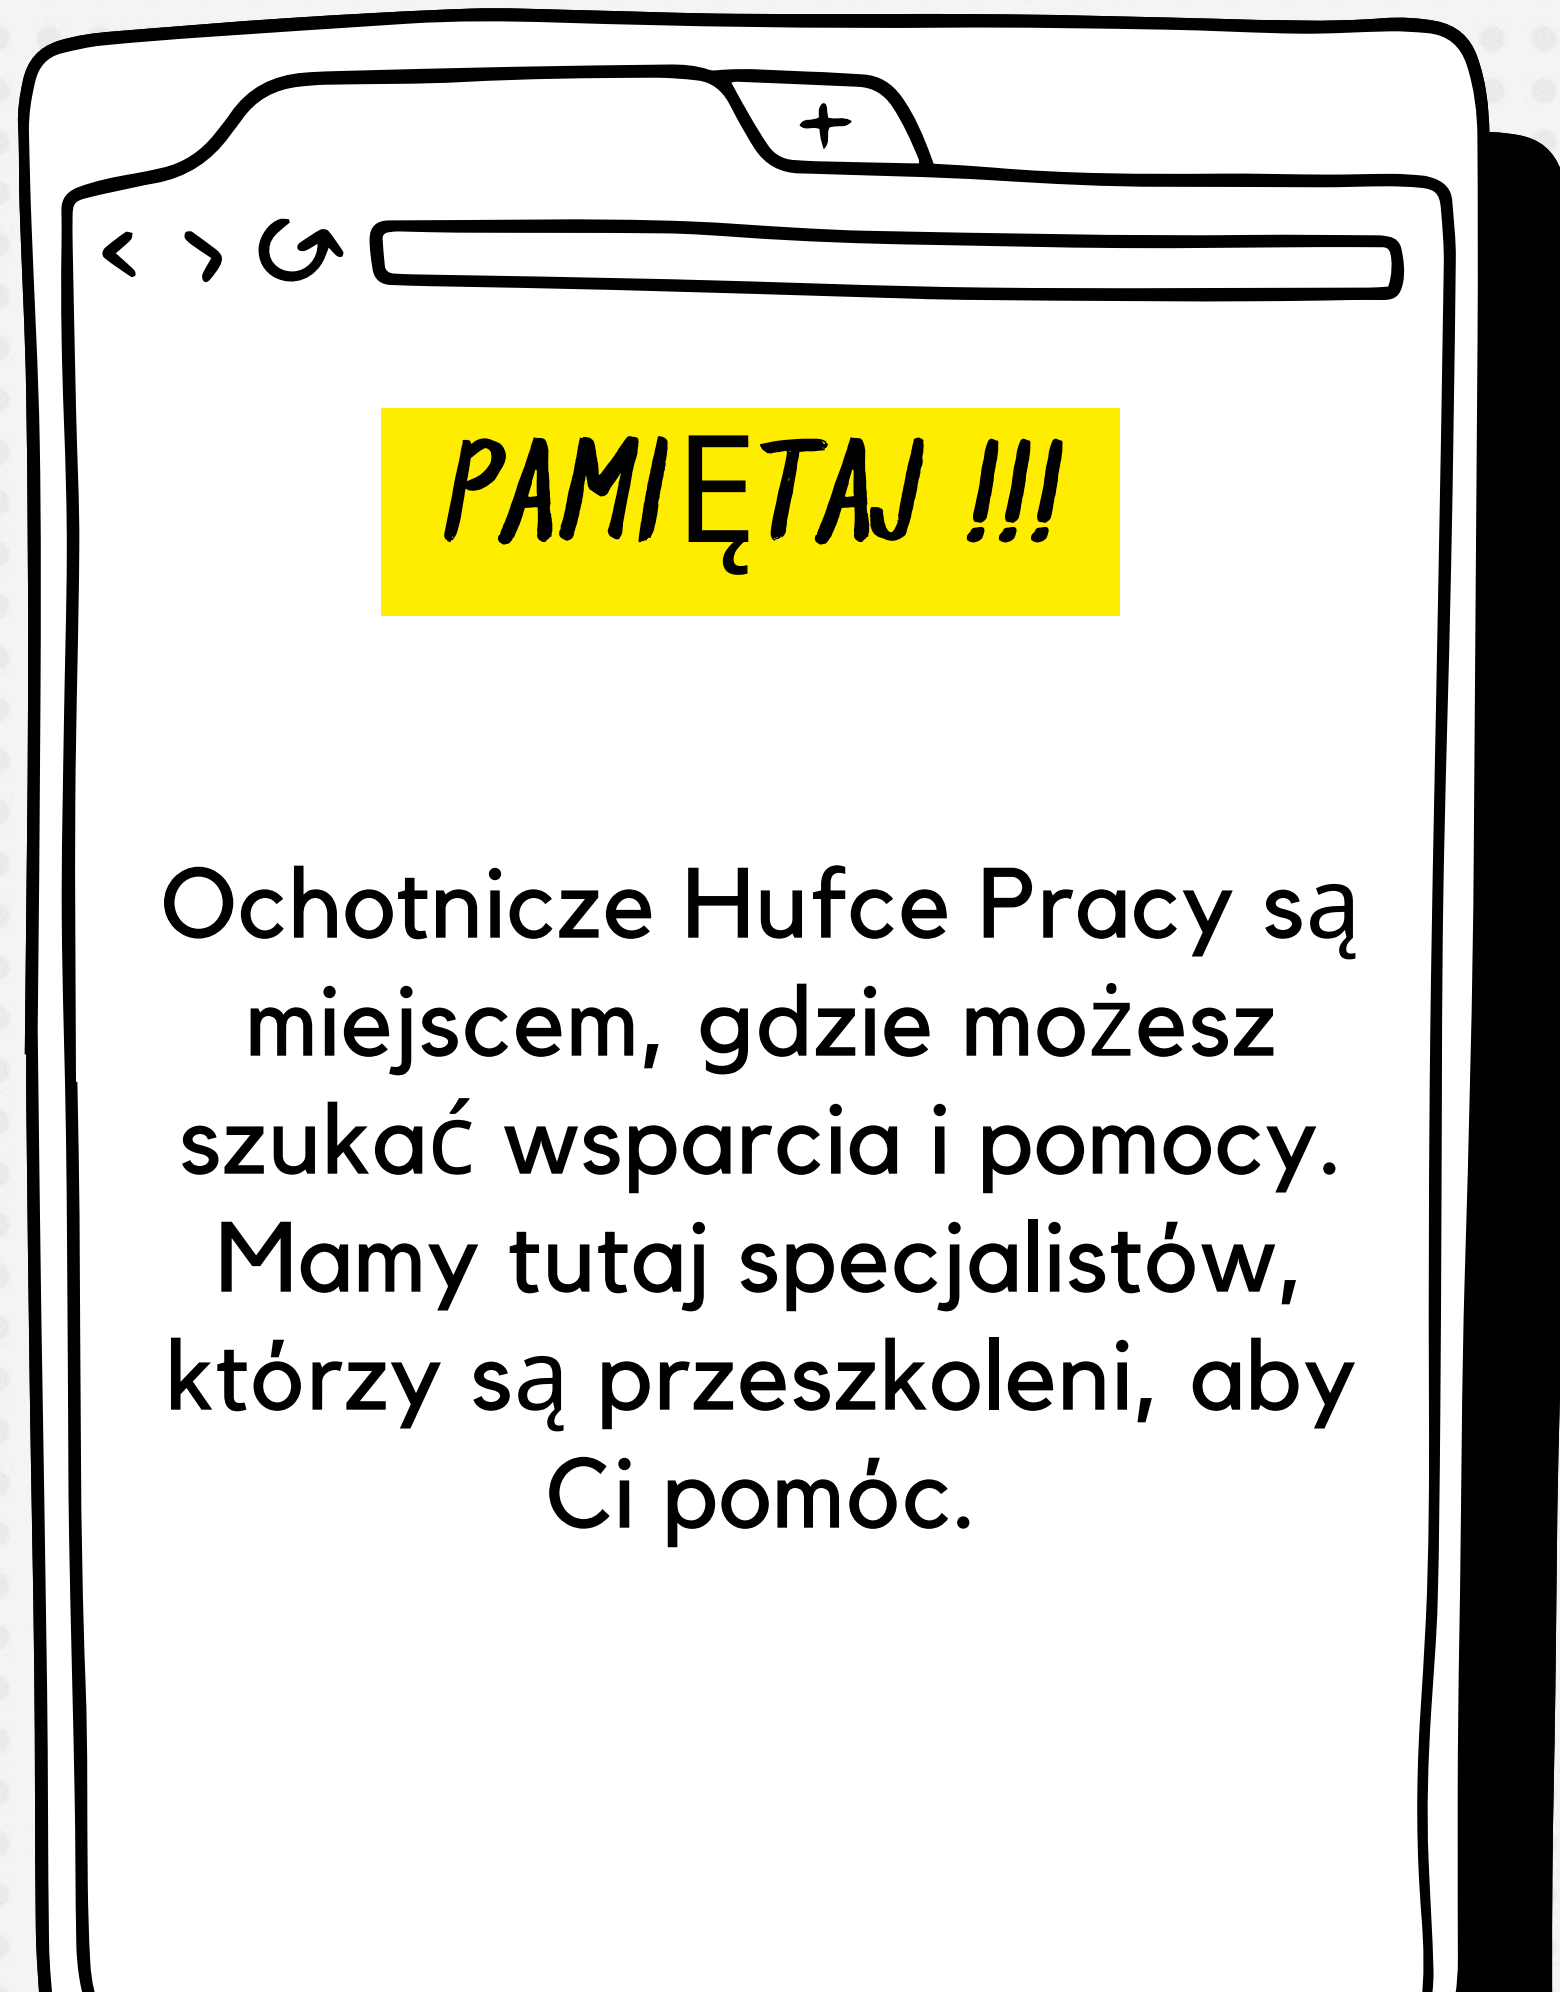 PAMIĘTAJ !!!
Ochotnicze Hufce Pracy są
miejscem, gdzie możesz
szukać wsparcia i pomocy.
Mamy tutaj specjalistów,
którzy są przeszkoleni, aby
Ci pomóc.